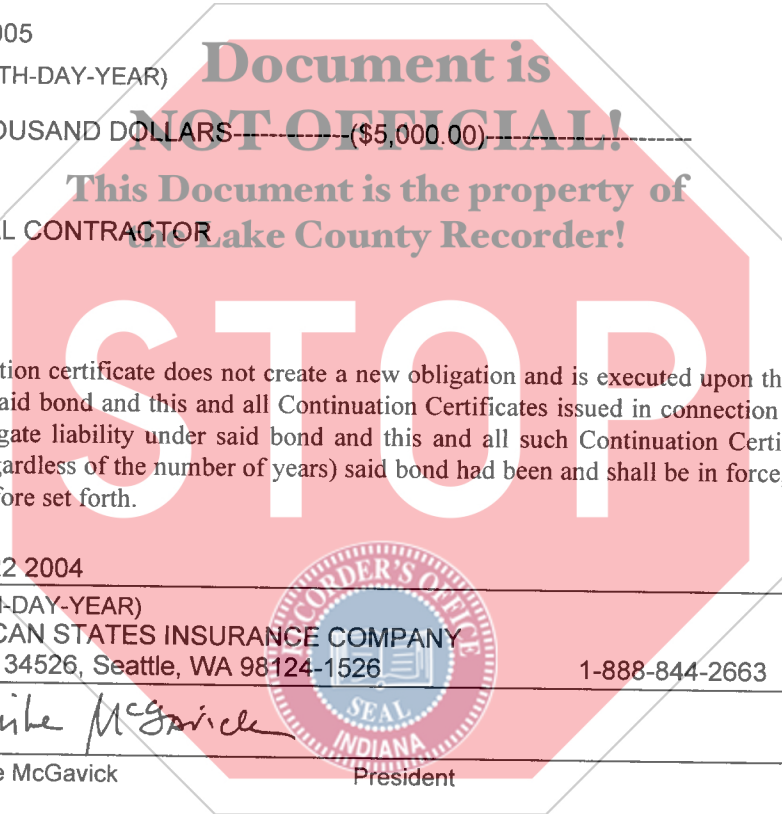 005
TH-DAY-YEAR)
Document is
NOT OFFICIAL!
OUSAND DOLLARS-------------($5,000.00)-----------------------
This Document is the property of
the Lake County Recorder!
L CONTRACTOR
STOP
tion certificate does not create a new obligation and is executed upon th
aid bond and this and all Continuation Certificates issued in connection
gate liability under said bond and this and all such Continuation Certi
gardless of the number of years) said bond had been and shall be in force
fore set forth.
2 2004
-DAY-YEAR)
CAN STATES INSURANCE COMPANY
34526, Seattle, WA 98124-1526 1-888-844-2663
RECORDER'S OFFICE
SEAL
INDIANA
ike McGavick
e McGavick President